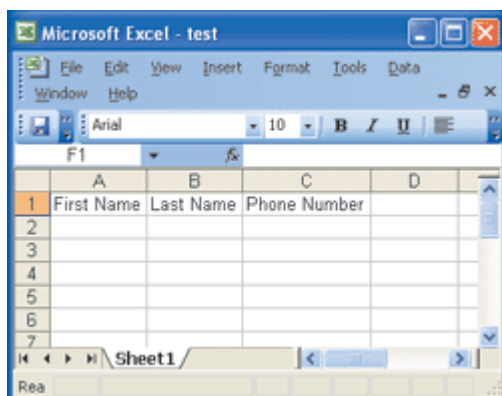 Microsoft Excel - test
File Edit View Insert Format Tools Data
Window Help
Arial 10 B I U
F1 fx
A B C D
1 First Name Last Name Phone Number
2
3
4
5
6
7
Sheet1
Rea